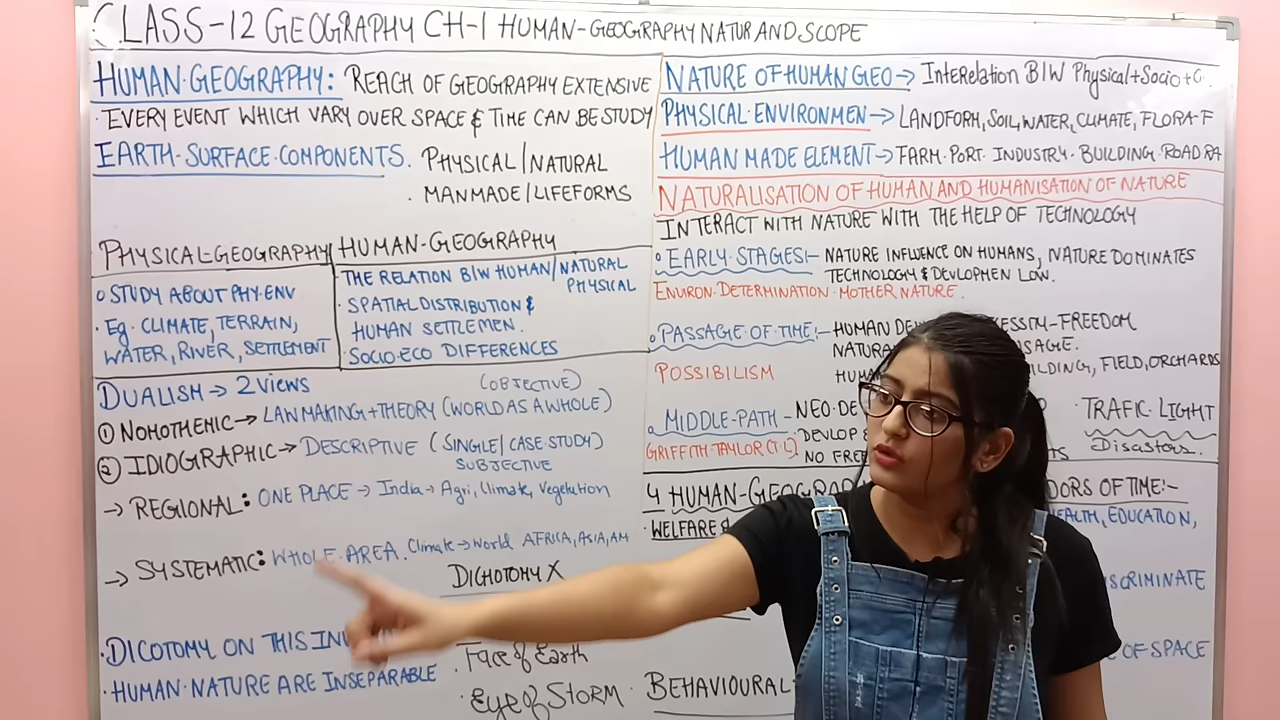 CLASS-12 GEOGRAPHY CH-1 HUMAN-GEOGRAPHY NATUR AND SCOPE
HUMAN GEOGRAPHY: REACH OF GEOGRAPHY EXTENSIVE
· EVERY EVENT WHICH VARY OVER SPACE & TIME CAN BE STUDY
EARTH-SURFACE-COMPONENTS. PHYSICAL/NATURAL
· MANMADE/LIFEFORMS
PHYSICAL-GEOGRAPHY
STUDY ABOUT PHY-ENV
· Eg. CLIMATE, TERRAIN,
WATER, RIVER, SETTLEMENT
HUMAN-GEOGRAPHY
· THE RELATION B/W HUMAN/NATURAL
PHYSICAL
· SPATIAL DISTRIBUTION &
HUMAN SETTLEMEN.
· SOCIO-ECO DIFFERENCES
DUALISM → 2 VIEWS
(OBJECTIVE)
① NOMOTHENIC → LAW MAKING + THEORY (WORLD AS A WHOLE)
② IDIOGRAPHIC → DESCRIPTIVE (SINGLE/CASE-STUDY)
SUBJECTIVE
→ REGIONAL: ONE PLACE → India → Agri, Climate, Vegetation
→ SYSTEMATIC: WHOLE AREA. Climate → World AFRICA, ASIA, AM
DICHOTOMY X
· DICOTOMY ON THIS
· HUMAN NATURE ARE INSEPARABLE
· Face of Earth
· Eye of STORM.
NATURE OF HUMAN GEO → InteRelation B/W Physical + Socio + C
PHYSICAL ENVIRONMEN → LANDFORM, SOIL, WATER, CLIMATE, FLORA-F
HUMAN MADE ELEMENT → FARM. PORT. INDUSTRY. BUILDING. ROAD RA
NATURALISATION OF HUMAN AND HUMANISATION OF NATURE
INTERACT WITH NATURE WITH THE HELP OF TECHNOLOGY
EARLY STAGES:- NATURE INFLUENCE ON HUMANS, NATURE DOMINATES
TECHNOLOGY & DEVLOPMEN LOW.
ENVIRON. DETERMINATION. MOTHER NATURE.
PASSAGE OF TIME:- HUMAN FREEDOM
POSSIBILISM
FIELD, ORCHARDS
MIDDLE-PATH - NEO-DE
GRIFFITH TAYLOR (T.L)
NO FREE
· TRAFIC LIGHT
Disastors.
4 HUMAN-GEOGRA
OF TIME:-
· WELFARE
EDUCATION,
OF SPACE
BEHAVIOURAL